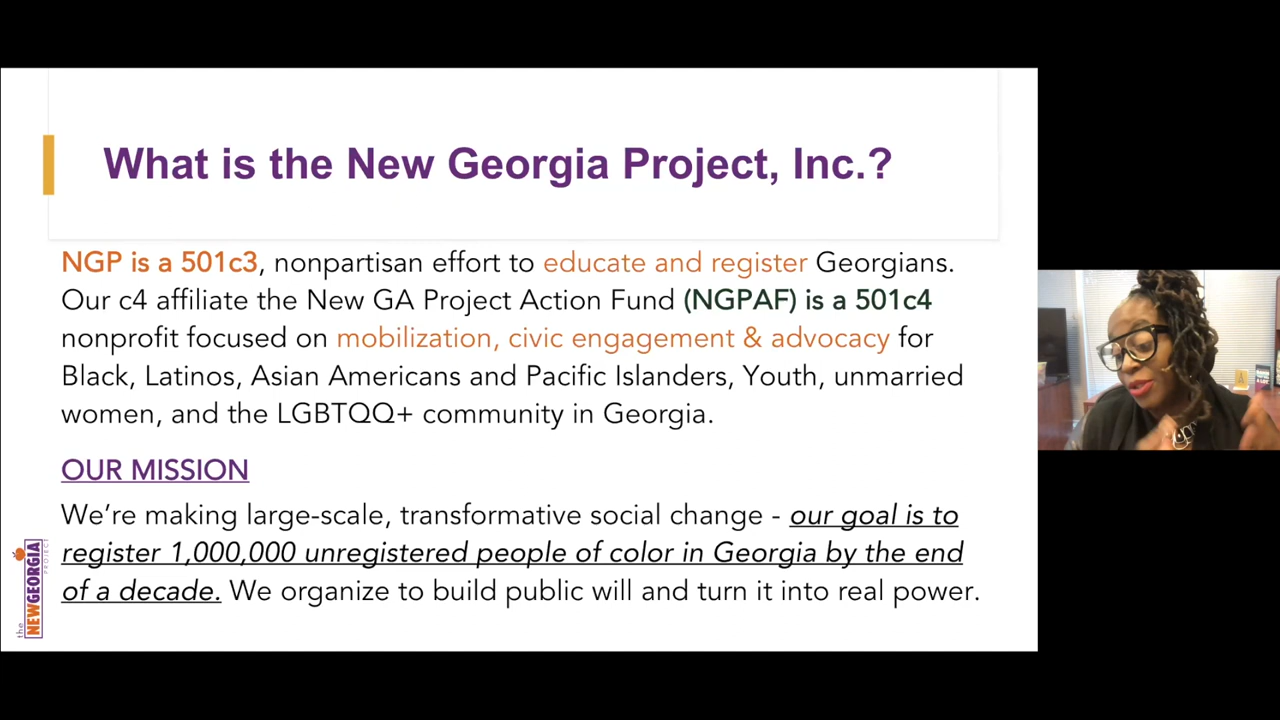 What is the New Georgia Project, Inc.?
NGP is a 501c3, nonpartisan effort to educate and register Georgians.
Our c4 affiliate the New GA Project Action Fund (NGPAF) is a 501c4
nonprofit focused on mobilization, civic engagement & advocacy for
Black, Latinos, Asian Americans and Pacific Islanders, Youth, unmarried
women, and the LGBTQQ+ community in Georgia.
OUR MISSION
We’re making large-scale, transformative social change - our goal is to
register 1,000,000 unregistered people of color in Georgia by the end
of a decade. We organize to build public will and turn it into real power.
the
NEWGEORGIA
PROJECT